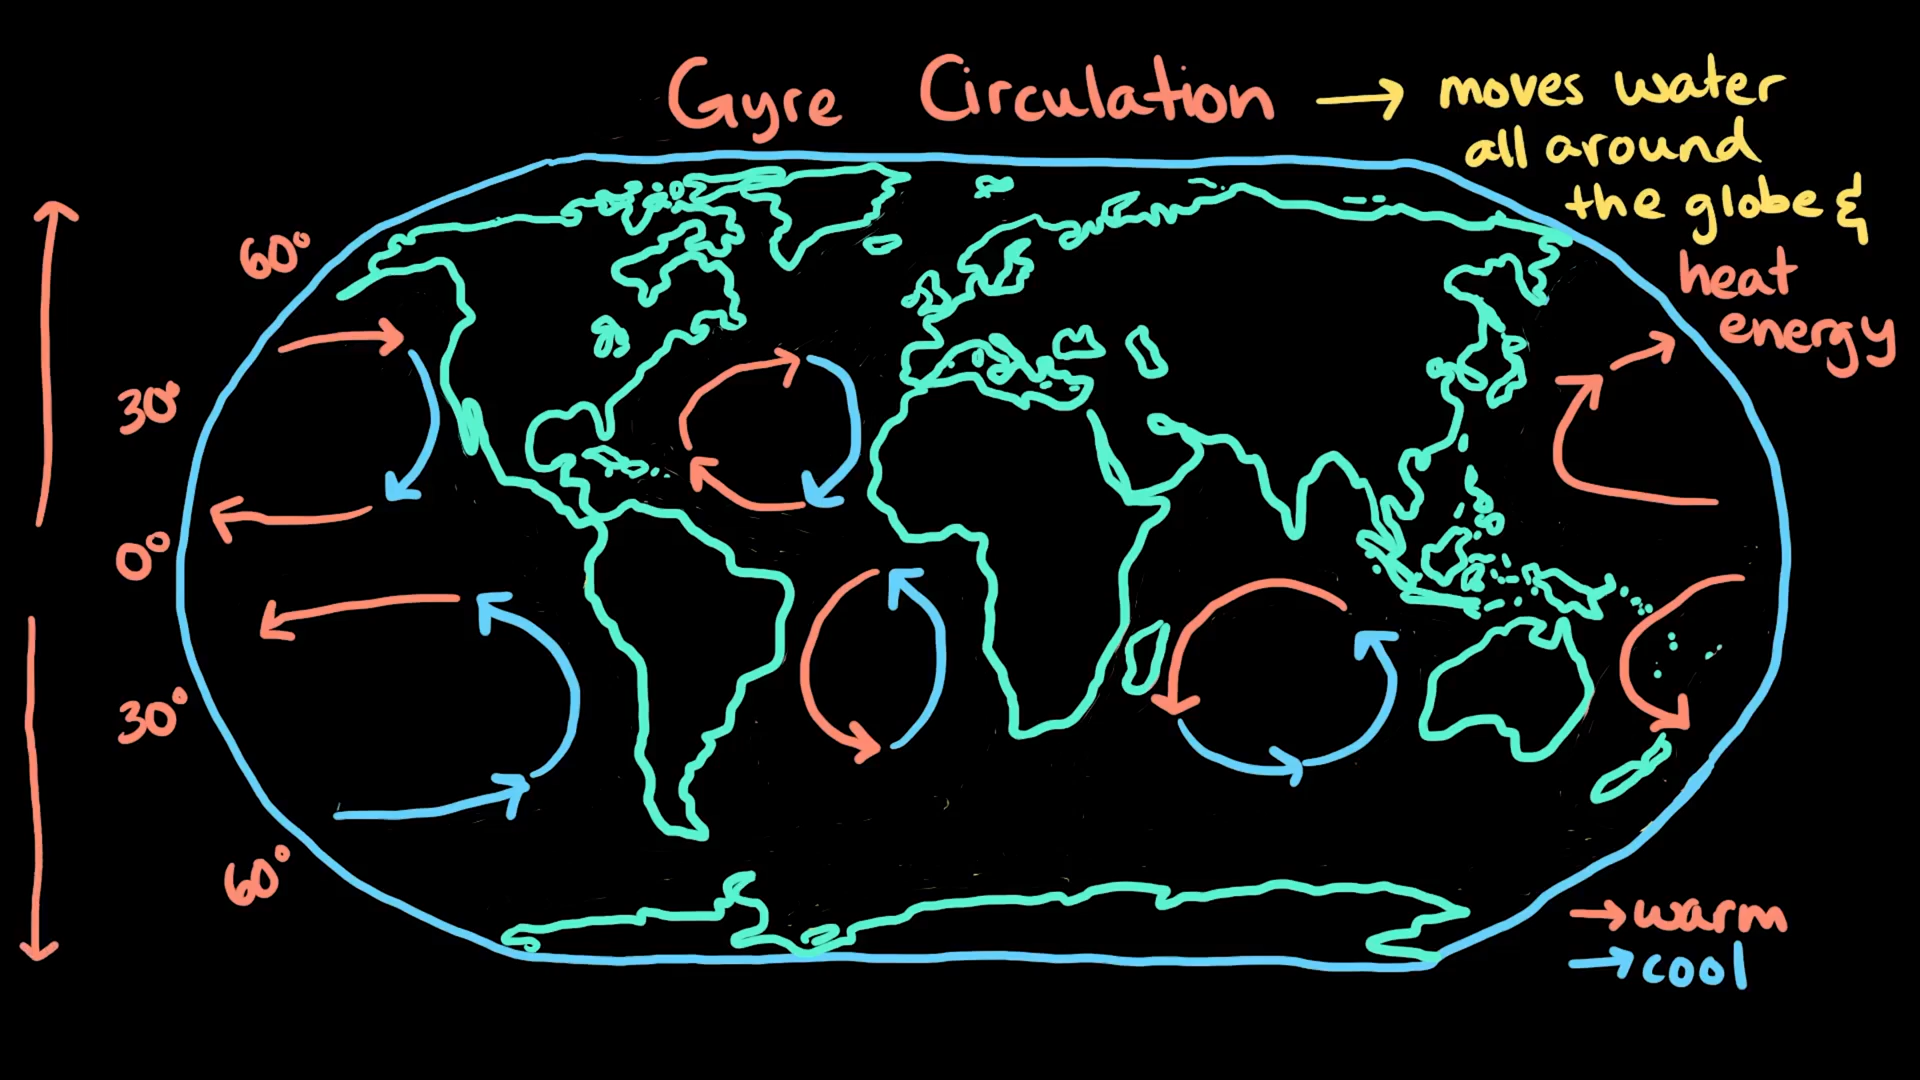 Gyre Circulation → moves water
all around
the globe &
heat
energy
60°
30°
0°
30°
60°
→ warm
→ cool